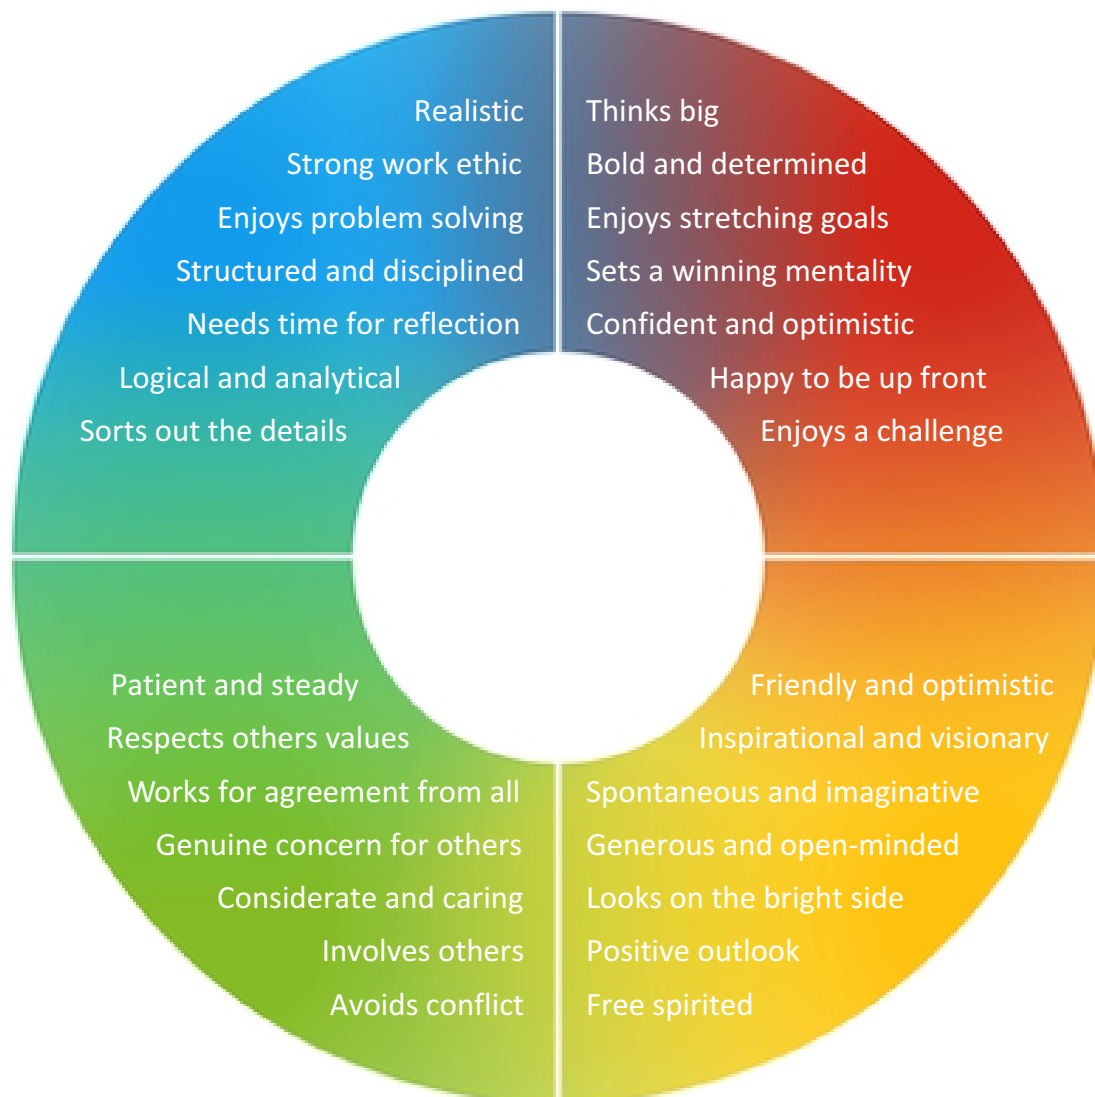 Realistic
Strong work ethic
Enjoys problem solving
Structured and disciplined
Needs time for reflection
Logical and analytical
Sorts out the details
Thinks big
Bold and determined
Enjoys stretching goals
Sets a winning mentality
Confident and optimistic
Happy to be up front
Enjoys a challenge
Patient and steady
Respects others values
Works for agreement from all
Genuine concern for others
Considerate and caring
Involves others
Avoids conflict
Friendly and optimistic
Inspirational and visionary
Spontaneous and imaginative
Generous and open-minded
Looks on the bright side
Positive outlook
Free spirited